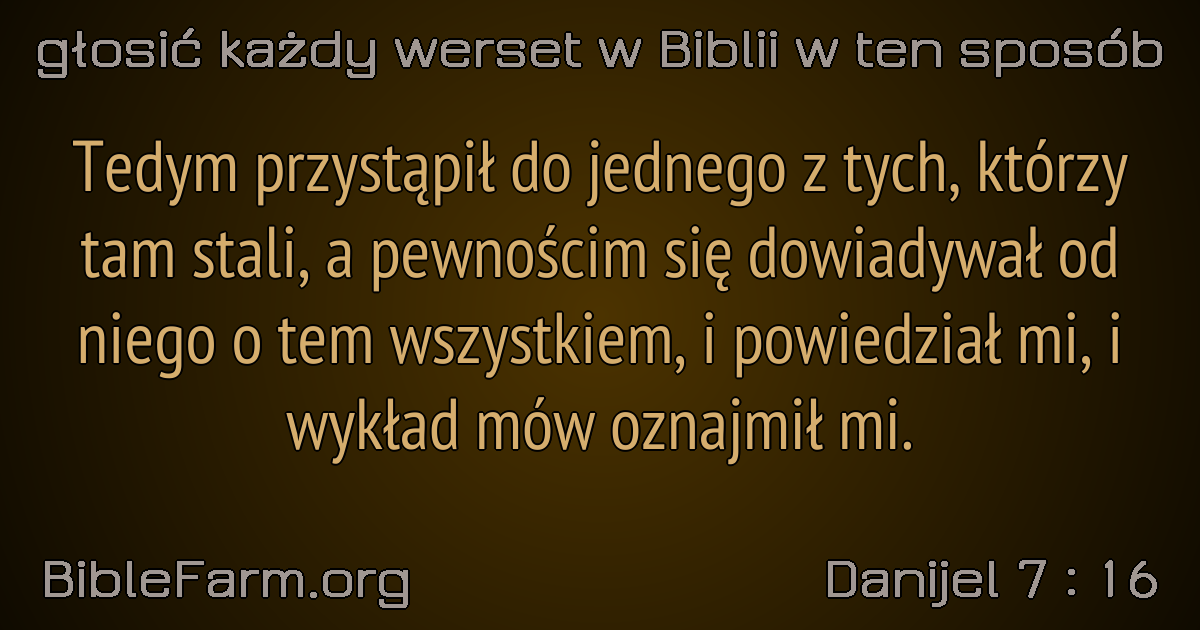 głosić każdy werset w Biblii w ten sposób
Tedym przystąpił do jednego z tych, którzy
tam stali, a pewnościm się dowiadywał od
niego o tem wszystkiem, i powiedział mi, i
wykład mów oznajmił mi.
BibleFarm.org
Danijel 7 : 16